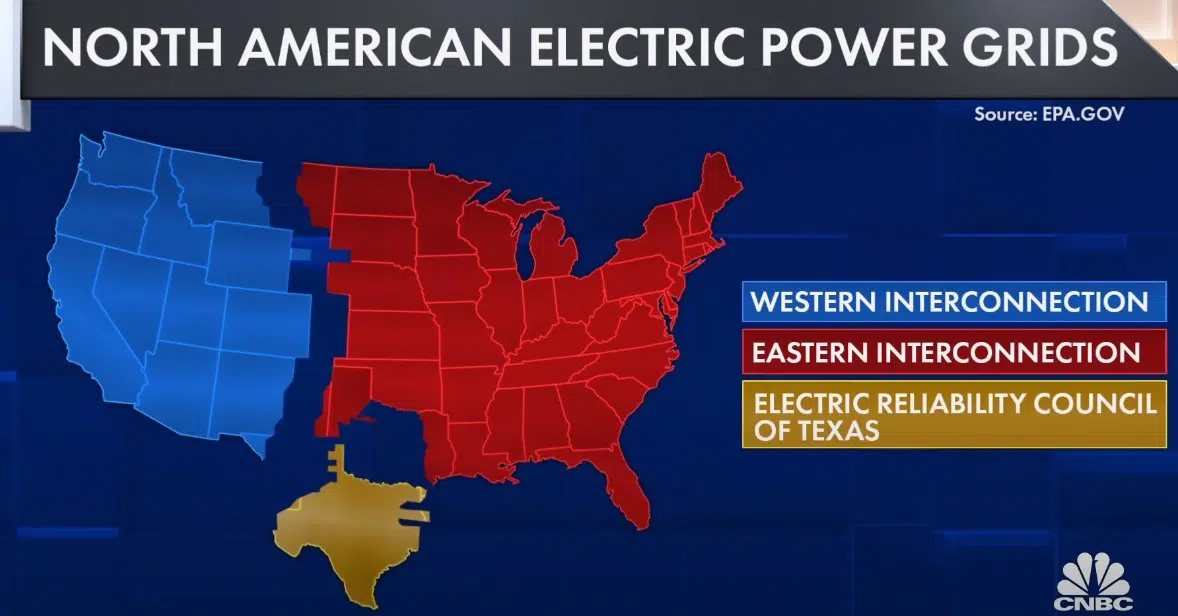 NORTH AMERICAN ELECTRIC POWER GRIDS
Source: EPA.GOV
WESTERN INTERCONNECTION
EASTERN INTERCONNECTION
ELECTRIC RELIABILITY COUNCIL
OF TEXAS
CNBC